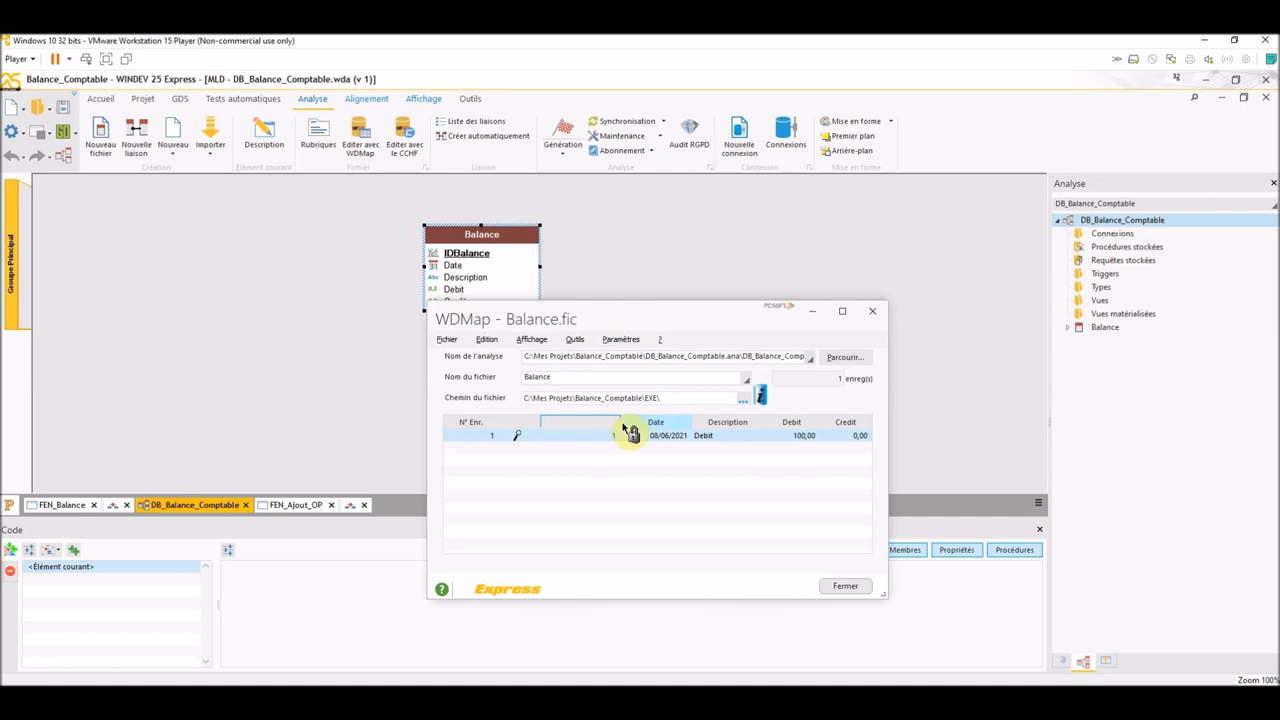 Windows 10 32 bits - VMware Workstation 15 Player (Non-commercial use only)
Player
Balance_Comptable - WINDEV 25 Express - [MLD - DB_Balance_Comptable.wda (v 1)]
32
Accueil Projet GDS Tests automatiques Analyse Alignement Affichage Outils
Nouveau fichier
Nouvelle liaison
Nouveau
Importer
Création
Description
Elément courant
Rubriques
Editer avec WDMap
Editer avec le CCHF
Fichier
Liste des liaisons
Créer automatiquement
Liaison
Génération
Synchronisation
Maintenance
Abonnement
Audit RGPD
Analyse
Nouvelle connexion
Connexions
Connexion
Mise en forme
Premier plan
Arrière-plan
Mise en forme
Groupe Principal
Balance
IDBalance
Date
Description
Debit
WDMap - Balance.fic
PCSOFT
Fichier Edition Affichage Outils Paramètres ?
Nom de l'analyse C:\Mes Projets\Balance_Comptable\DB_Balance_Comptable.ana\DB_Balance_Comp Parcourir...
Nom du fichier Balance 1 enreg(s)
Chemin du fichier C:\Mes Projets\Balance_Comptable\EXE\ ...
N° Enr. Date Description Debit Credit
1 1 08/06/2021 Debit 100,00 0,00
Express
Fermer
Analyse
DB_Balance_Comptable
DB_Balance_Comptable
Connexions
Procédures stockées
Requêtes stockées
Triggers
Types
Vues
Vues matérialisées
Balance
FEN_Balance DB_Balance_Comptable FEN_Ajout_OP
Code
<Élément courant>
Membres Propriétés Procédures
Zoom 100%